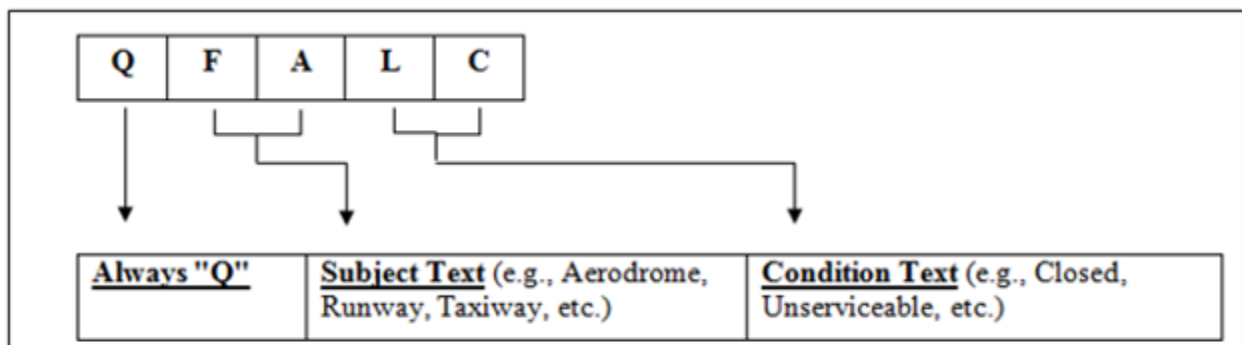 Q F A L C
Always "Q"
Subject Text (e.g., Aerodrome,
Runway, Taxiway, etc.)
Condition Text (e.g., Closed,
Unserviceable, etc.)